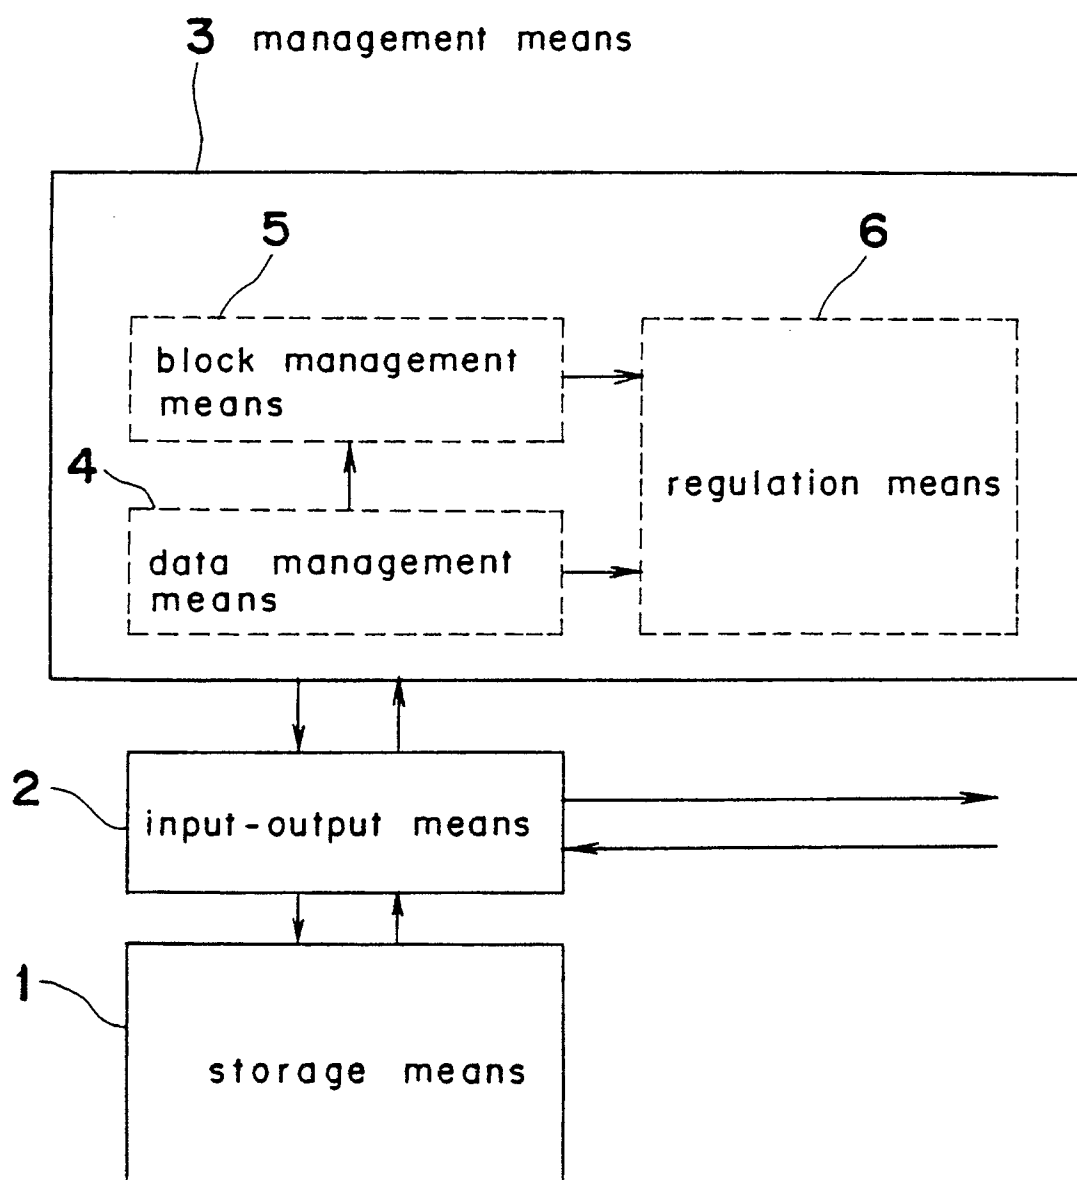 3 management means
5
6
block management
means
4
regulation means
data management
means
2
input-output means
1
storage means